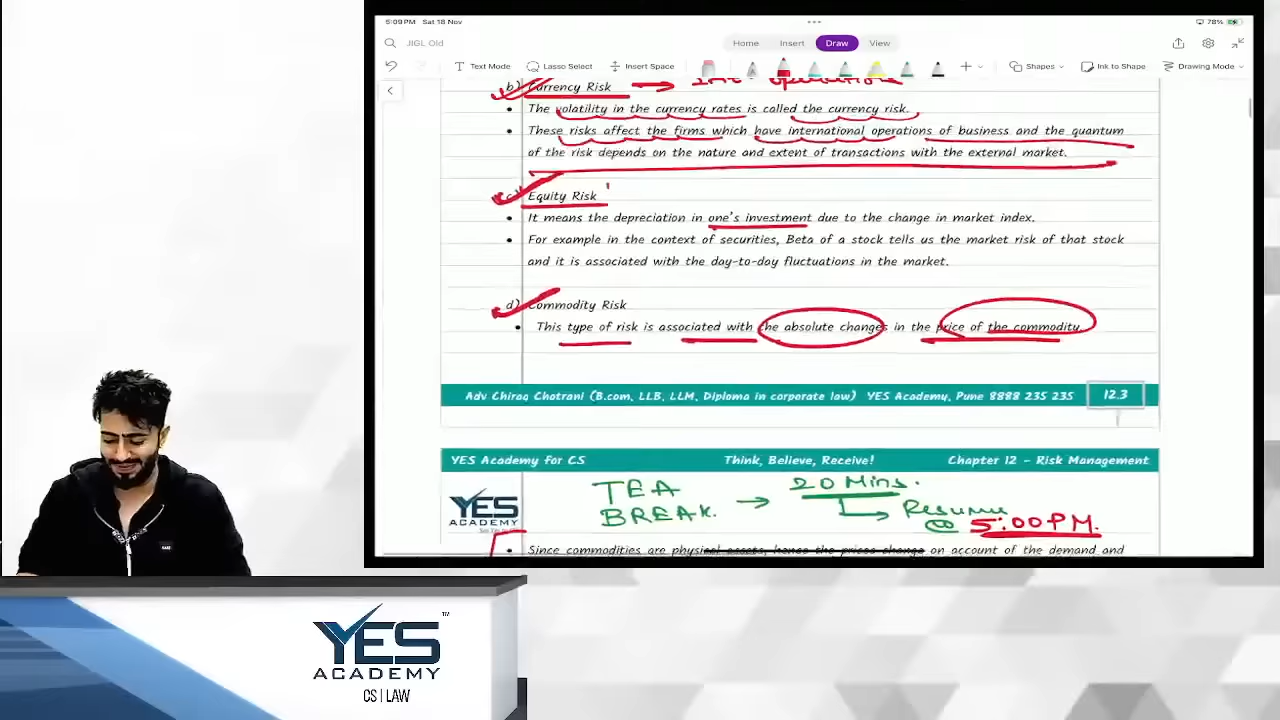 5:09PM Sat 18 Nov
78%
JIGL Old
Home Insert Draw View
Text Mode Lasso Select Insert Space Shapes Ink to Shape Drawing Mode
b) Currency Risk
• The volatility in the currency rates is called the currency risk.
• These risks affect the firms which have international operations of business and the quantum
of the risk depends on the nature and extent of transactions with the external market.
c) Equity Risk
• It means the depreciation in one's investment due to the change in market index.
• For example in the context of securities, Beta of a stock tells us the market risk of that stock
and it is associated with the day-to-day fluctuations in the market.
d) Commodity Risk
• This type of risk is associated with the absolute changes in the price of the commodity
Adv Chirag Chotrani (B.com, LLB, LLM, Diploma in corporate law) YES Academy, Pune 8888 235 235 12.3
YES Academy for CS Think, Believe, Receive! Chapter 12 - Risk Management
YES
ACADEMY
TEA
BREAK. → 20 Mins.
Resume
@ 5:00PM.
• Since commodities are physical assets, hence the prices change on account of the demand and
YES™
ACADEMY
CS | LAW